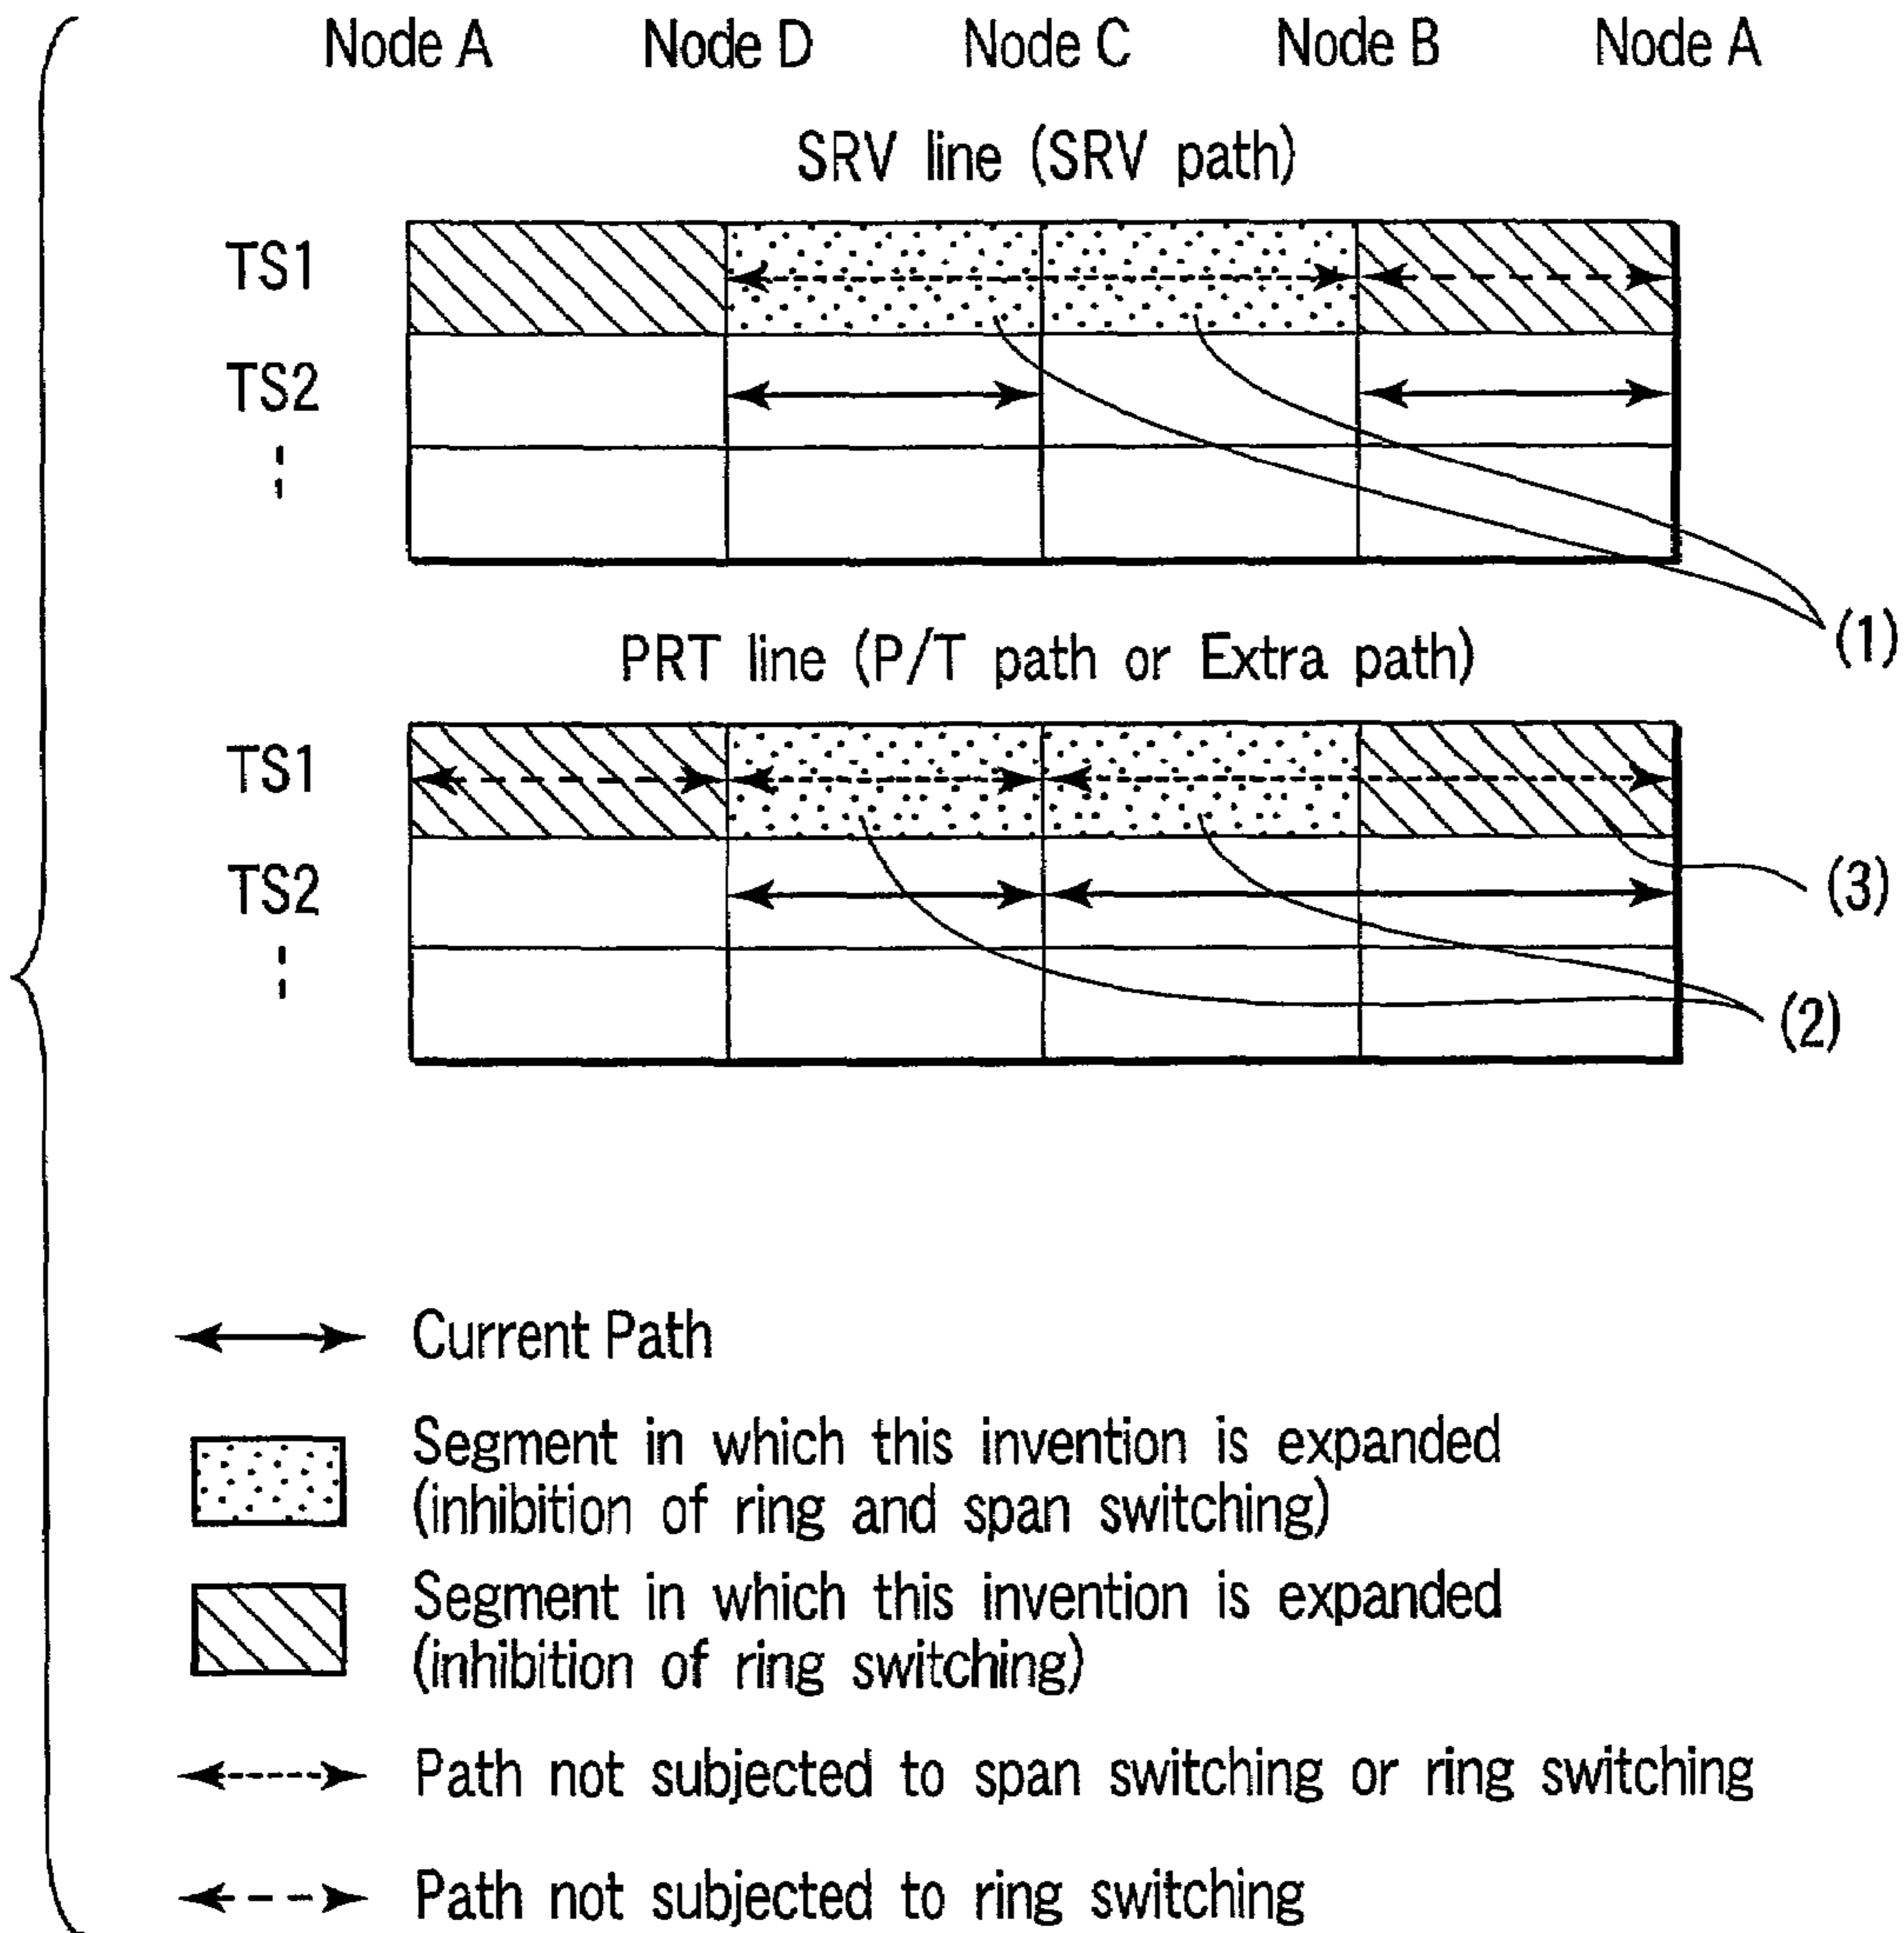 Node A Node D Node C Node B Node A
SRV line (SRV path)
TS1
TS2
(1)
PRT line (P/T path or Extra path)
TS1
TS2
(3)
(2)
Current Path
Segment in which this invention is expanded
(inhibition of ring and span switching)
Segment in which this invention is expanded
(inhibition of ring switching)
Path not subjected to span switching or ring switching
Path not subjected to ring switching